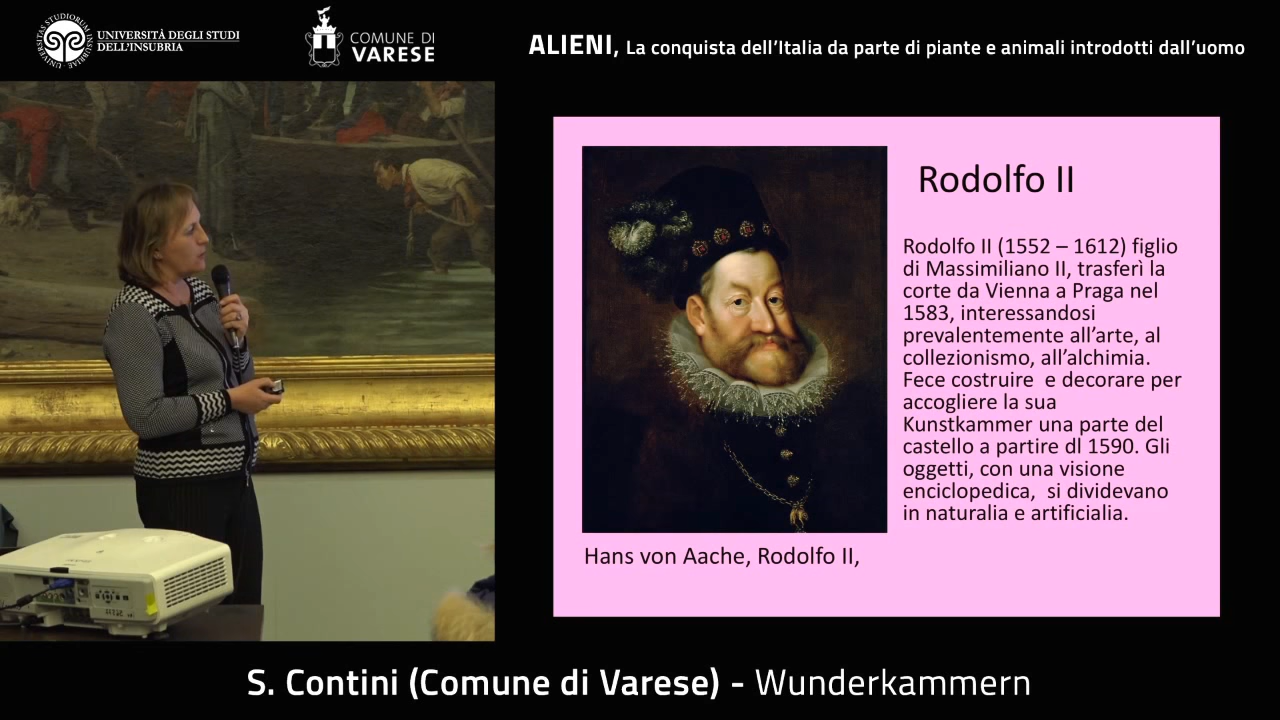 UNIVERSITÀ DEGLI STUDI
DELL'INSUBRIA
COMUNE DI
VARESE
ALIENI, La conquista dell'Italia da parte di piante e animali introdotti dall'uomo
Rodolfo II
Rodolfo II (1552 – 1612) figlio
di Massimiliano II, trasferì la
corte da Vienna a Praga nel
1583, interessandosi
prevalentemente all'arte, al
collezionismo, all'alchimia.
Fece costruire  e decorare per
accogliere la sua
Kunstkammer una parte del
castello a partire dl 1590. Gli
oggetti, con una visione
enciclopedica,  si dividevano
in naturalia e artificialia.
Hans von Aache, Rodolfo II,
S. Contini (Comune di Varese) - Wunderkammern